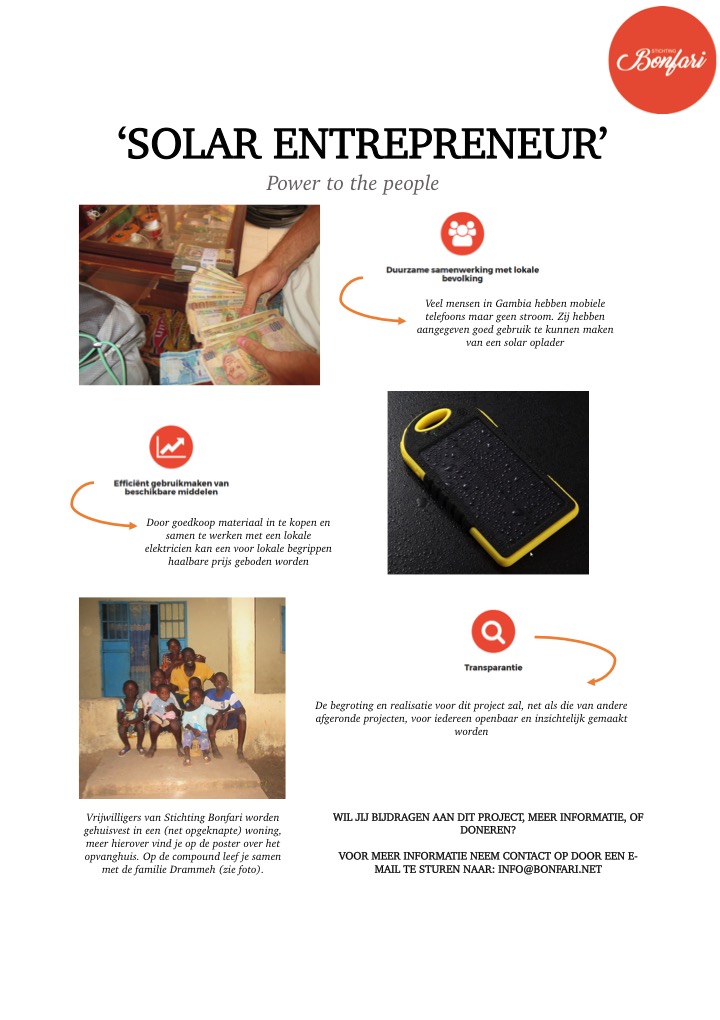 STICHTING
Bonfari
‘SOLAR ENTREPRENEUR’
Power to the people
Duurzame samenwerking met lokale
bevolking
Veel mensen in Gambia hebben mobiele
telefoons maar geen stroom. Zij hebben
aangegeven goed gebruik te kunnen maken
van een solar oplader
Efficiënt gebruikmaken van
beschikbare middelen
Door goedkoop materiaal in te kopen en
samen te werken met een lokale
elektricien kan een voor lokale begrippen
haalbare prijs geboden worden
Transparantie
De begroting en realisatie voor dit project zal, net als die van andere
afgeronde projecten, voor iedereen openbaar en inzichtelijk gemaakt
worden
Vrijwilligers van Stichting Bonfari worden
gehuisvest in een (net opgeknapte) woning,
meer hierover vind je op de poster over het
opvanghuis. Op de compound leef je samen
met de familie Drammeh (zie foto).
WIL JIJ BIJDRAGEN AAN DIT PROJECT, MEER INFORMATIE, OF
DONEREN?
VOOR MEER INFORMATIE NEEM CONTACT OP DOOR EEN E-
MAIL TE STUREN NAAR: INFO@BONFARI.NET